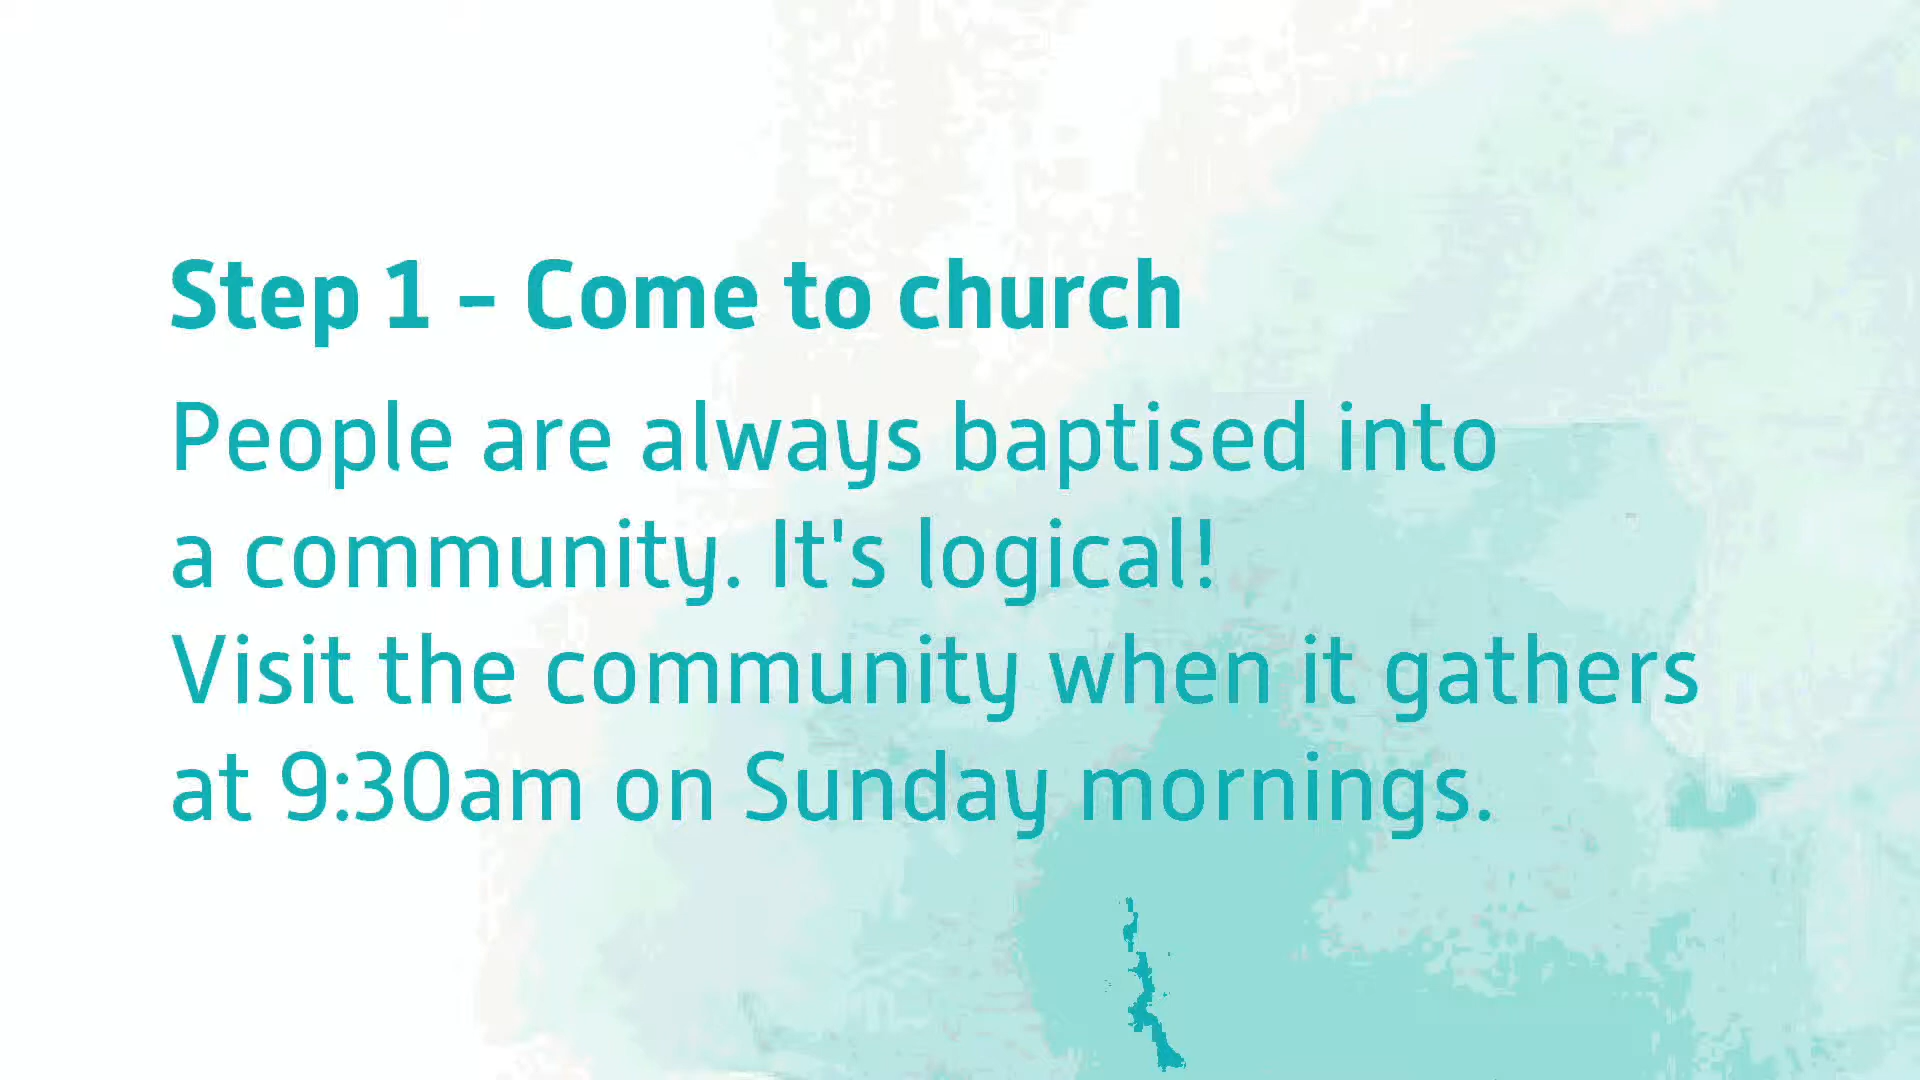 Step 1 – Come to church
People are always baptised into
a community. It's logical!
Visit the community when it gathers
at 9:30am on Sunday mornings.